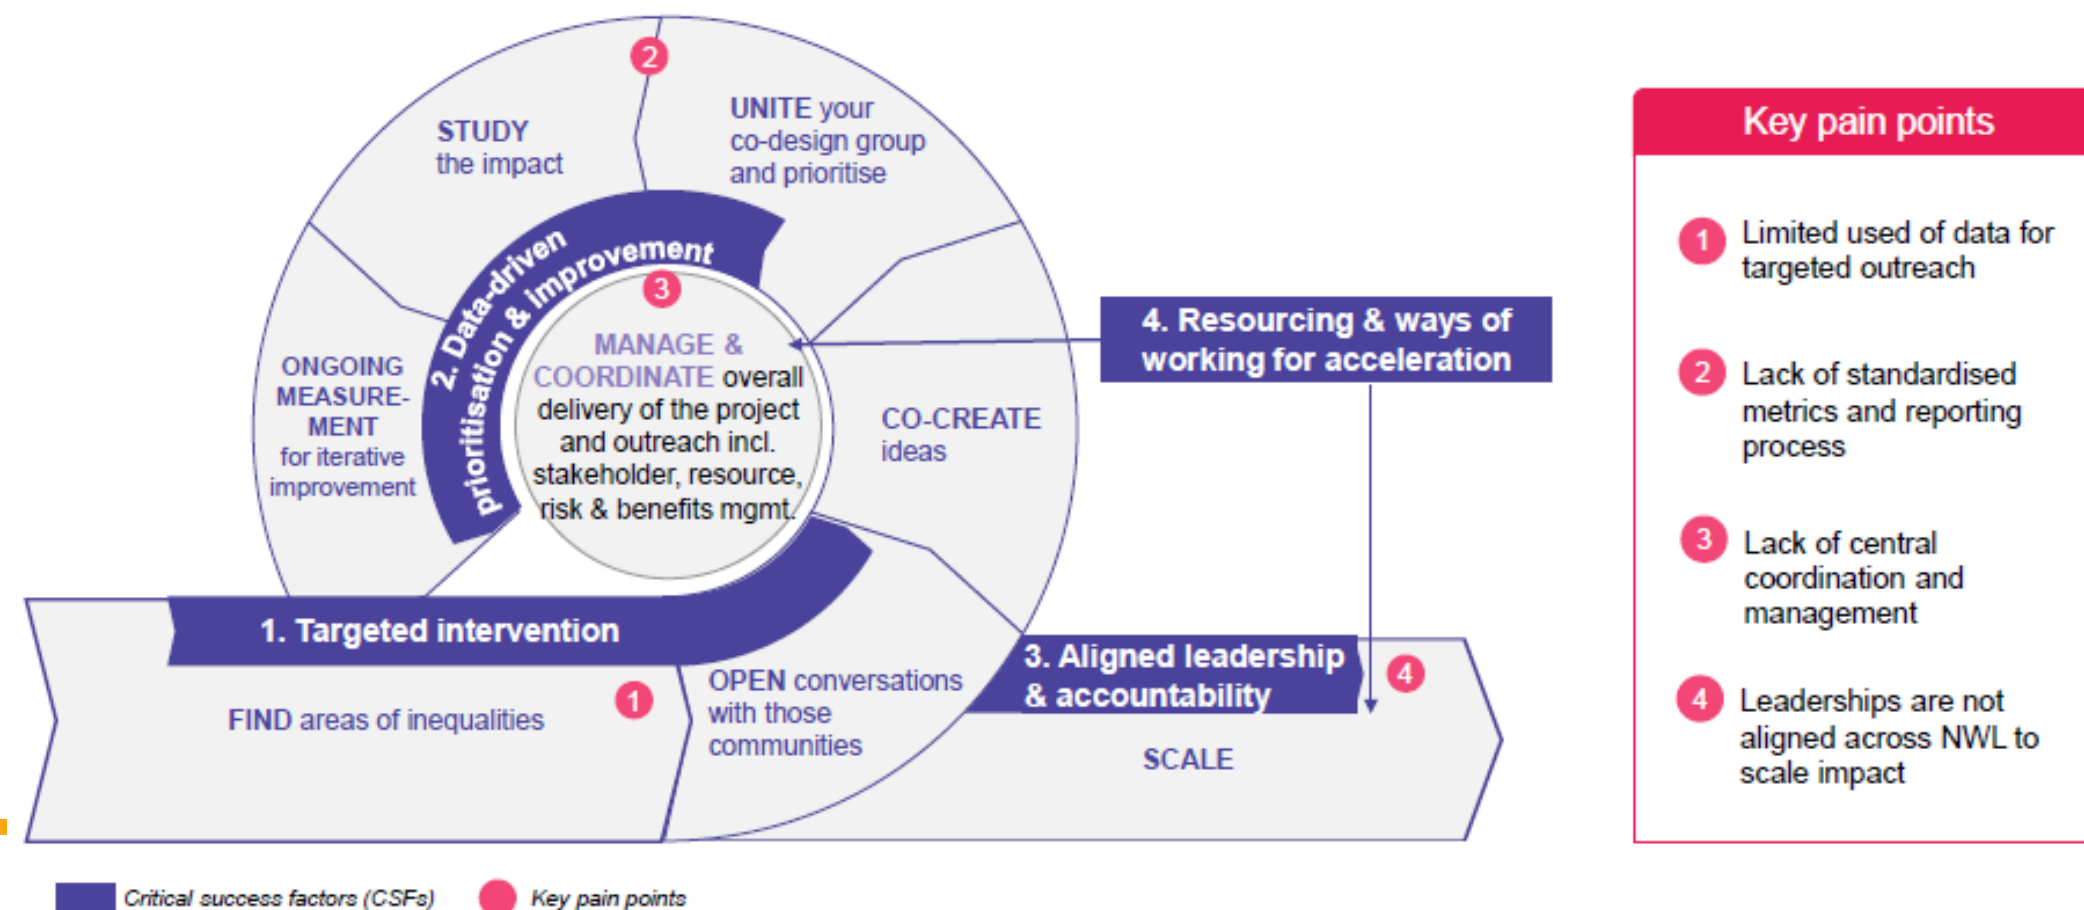 2
STUDY
the impact
UNITE your
co-design group
and prioritise
2. Data-driven
prioritisation & improvement
3
MANAGE &
COORDINATE overall
delivery of the project
and outreach incl.
stakeholder, resource,
risk & benefits mgmt.
ONGOING
MEASURE-
MENT
for iterative
improvement
CO-CREATE
ideas
4. Resourcing & ways of
working for acceleration
1. Targeted intervention
FIND areas of inequalities
1
OPEN conversations
with those
communities
3. Aligned leadership
& accountability
4
SCALE
Critical success factors (CSFs)
Key pain points
Key pain points
1
Limited used of data for
targeted outreach
2
Lack of standardised
metrics and reporting
process
3
Lack of central
coordination and
management
4
Leaderships are not
aligned across NWL to
scale impact